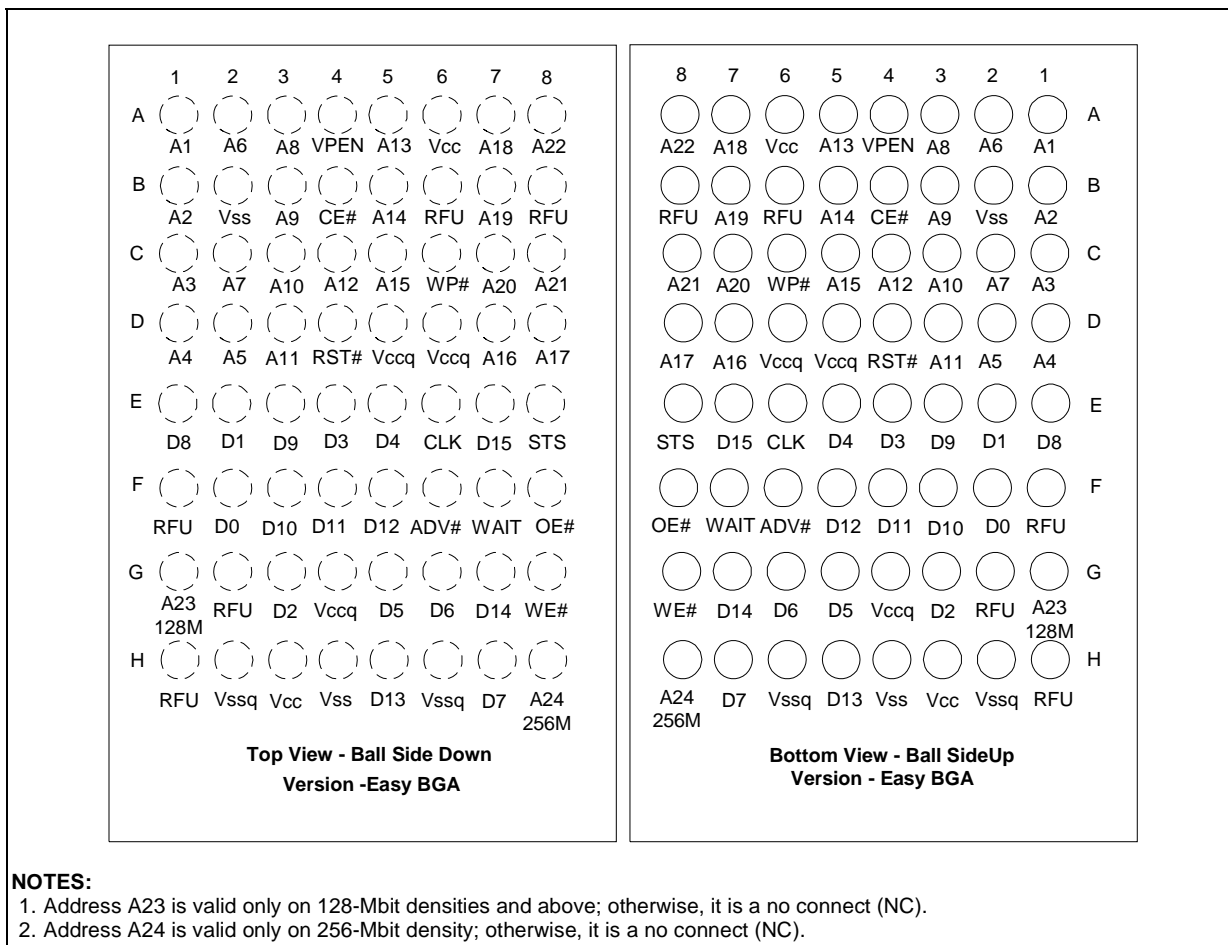 1 2 3 4 5 6 7 8
A
A1 A6 A8 VPEN A13 Vcc A18 A22
B
A2 Vss A9 CE# A14 RFU A19 RFU
C
A3 A7 A10 A12 A15 WP# A20 A21
D
A4 A5 A11 RST# Vccq Vccq A16 A17
E
D8 D1 D9 D3 D4 CLK D15 STS
F
RFU D0 D10 D11 D12 ADV# WAIT OE#
G
A23 RFU D2 Vccq D5 D6 D14 WE#
128M
H
RFU Vssq Vcc Vss D13 Vssq D7 A24
256M
Top View - Ball Side Down
Version -Easy BGA
8 7 6 5 4 3 2 1
A
A22 A18 Vcc A13 VPEN A8 A6 A1
B
RFU A19 RFU A14 CE# A9 Vss A2
C
A21 A20 WP# A15 A12 A10 A7 A3
D
A17 A16 Vccq Vccq RST# A11 A5 A4
E
STS D15 CLK D4 D3 D9 D1 D8
F
OE# WAIT ADV# D12 D11 D10 D0 RFU
G
WE# D14 D6 D5 Vccq D2 RFU A23
128M
H
A24 D7 Vssq D13 Vss Vcc Vssq RFU
256M
Bottom View - Ball SideUp
Version - Easy BGA
NOTES:
1. Address A23 is valid only on 128-Mbit densities and above; otherwise, it is a no connect (NC).
2. Address A24 is valid only on 256-Mbit density; otherwise, it is a no connect (NC).